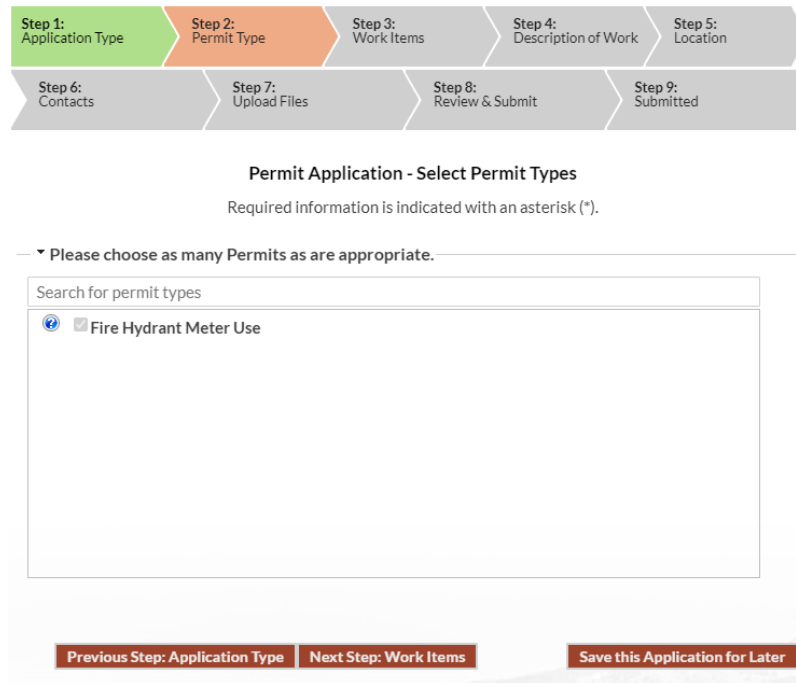 Step 1:
Application Type
Step 2:
Permit Type
Step 3:
Work Items
Step 4:
Description of Work
Step 5:
Location
Step 6:
Contacts
Step 7:
Upload Files
Step 8:
Review & Submit
Step 9:
Submitted
Permit Application - Select Permit Types
Required information is indicated with an asterisk (*).
Please choose as many Permits as are appropriate.
Search for permit types
? Fire Hydrant Meter Use
Previous Step: Application Type Next Step: Work Items Save this Application for Later